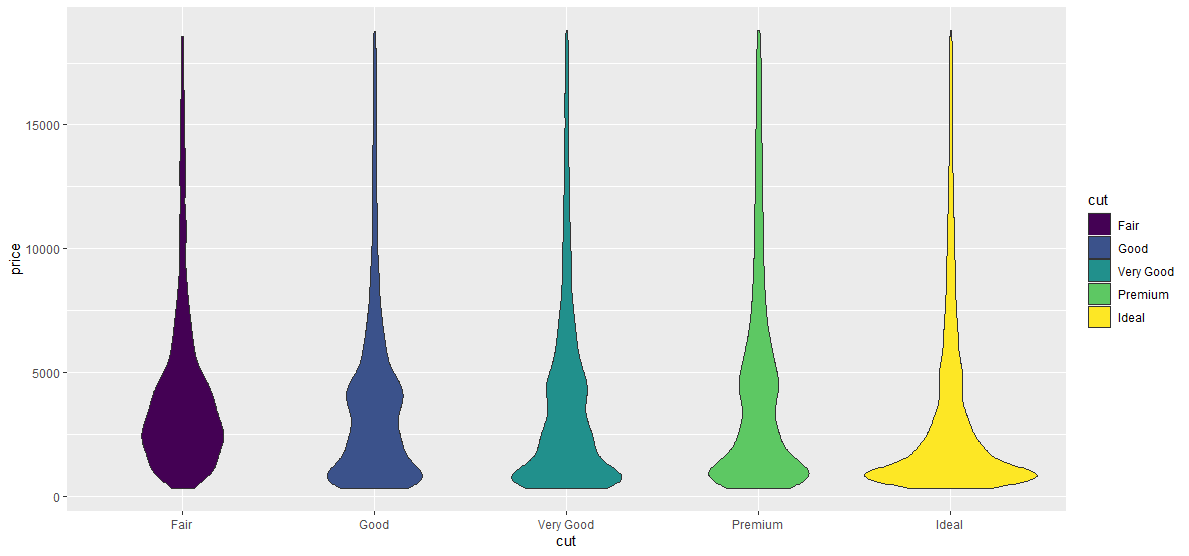 15000
10000
5000
0
price
Fair
Good
Very Good
Premium
Ideal
cut
cut
Fair
Good
Very Good
Premium
Ideal